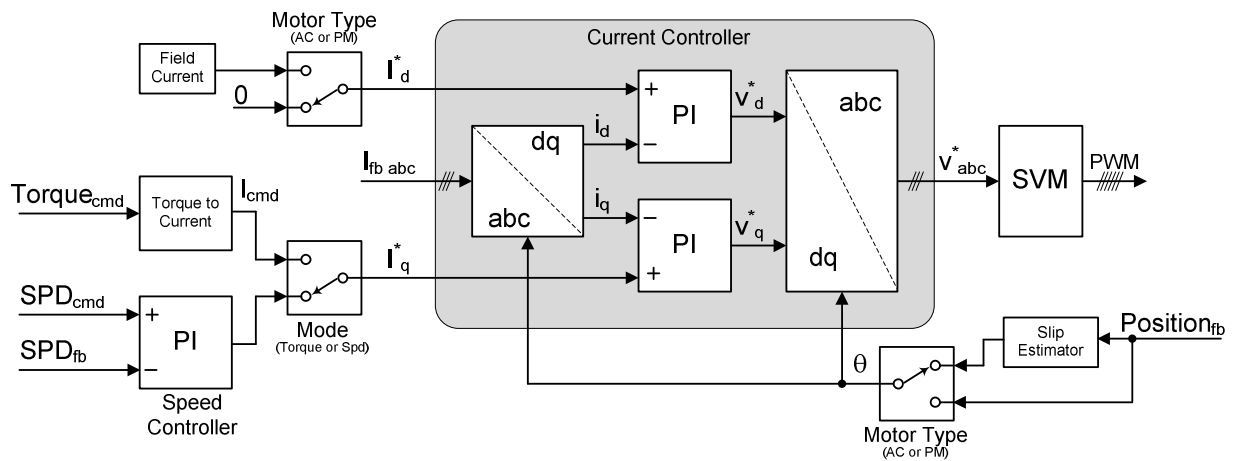 Motor Type
(AC or PM)
Field
Current
0
I*d
Current Controller
+
PI
−
v*d
abc
dq
id
dq
abc
Ifb abc
iq
−
PI
+
v*q
v*abc
SVM
PWM
Torquecmd
Torque to
Current
Icmd
I*q
Mode
(Torque or Spd)
SPDcmd
+
PI
SPDfb
−
Speed
Controller
θ
Slip
Estimator
Positionfb
Motor Type
(AC or PM)